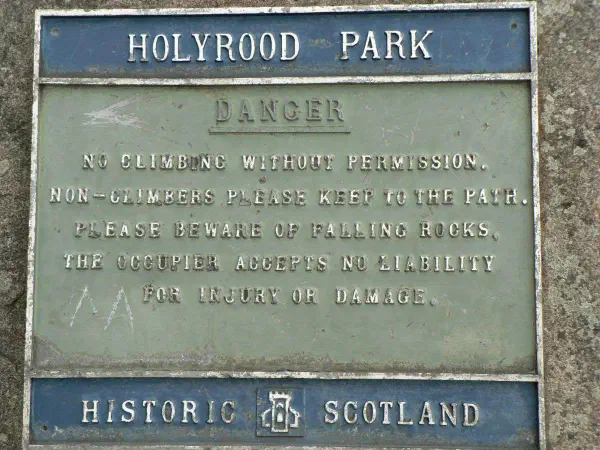 HOLYROOD PARK
DANGER
NO CLIMBING WITHOUT PERMISSION.
NON-CLIMBERS PLEASE KEEP TO THE PATH.
PLEASE BEWARE OF FALLING ROCKS.
THE OCCUPIER ACCEPTS NO LIABILITY
FOR INJURY OR DAMAGE.
HISTORIC SCOTLAND